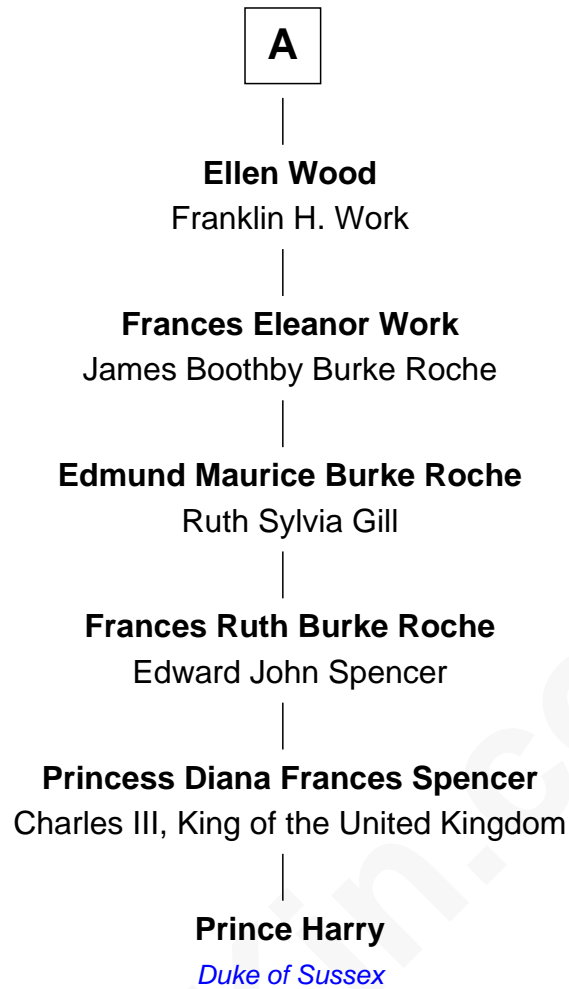 A
Ellen Wood
Franklin H. Work
Frances Eleanor Work
James Boothby Burke Roche
Edmund Maurice Burke Roche
Ruth Sylvia Gill
Frances Ruth Burke Roche
Edward John Spencer
Princess Diana Frances Spencer
Charles III, King of the United Kingdom
Prince Harry
Duke of Sussex